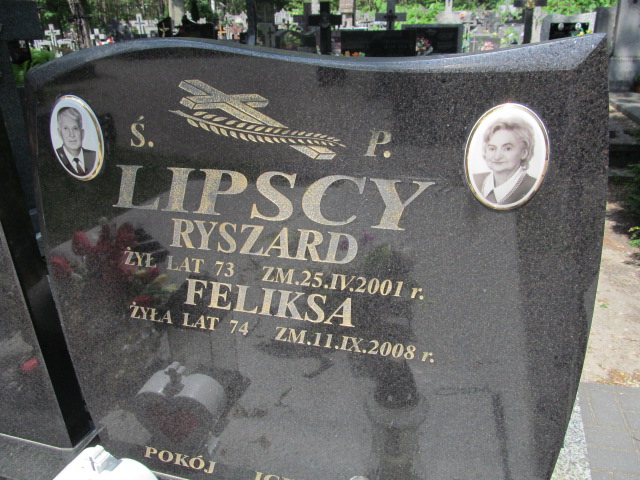 Ś. P.
LIPSCY
RYSZARD
ŻYŁ LAT 73 ZM.25.IV.2001 r.
FELIKSA
ŻYŁA LAT 74 ZM.11.IX.2008 r.
POKÓJ